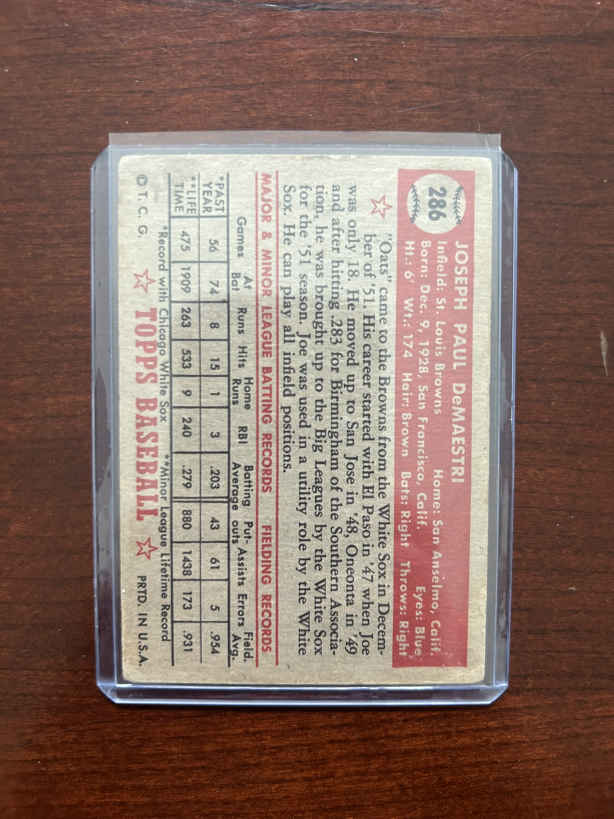 286
JOSEPH PAUL DeMAESTRI
Infield: St. Louis Browns Home: San Anselmo, Calif.
Born: Dec. 9, 1928, San Francisco, Calif. Eyes: Blue
Ht.: 6' Wt.: 174 Hair: Brown Bats: Right Throws: Right
"Oats" came to the Browns from the White Sox in Decem-
ber of '51. His career started with El Paso in '47 when Joe
was only 18. He moved up to San Jose in '48, Oneonta in '49
and after hitting .283 for Birmingham of the Southern Associa-
tion, he was brought up to the Big Leagues by the White Sox
for the '51 season. Joe was used in a utility role by the White
Sox. He can play all infield positions.
MAJOR & MINOR LEAGUE BATTING RECORDS FIELDING RECORDS
Games At Bat Runs Hits Home Runs RBI Batting Average Put-outs Assists Errors Field. Avg.
*PAST YEAR 56 74 8 15 1 3 .203 43 61 5 .954
**LIFE TIME 475 1909 263 533 9 240 .279 880 1438 173 .931
*Record with Chicago White Sox **Minor League Lifetime Record
© T. C. G. TOPPS BASEBALL PRTD. IN U.S.A.